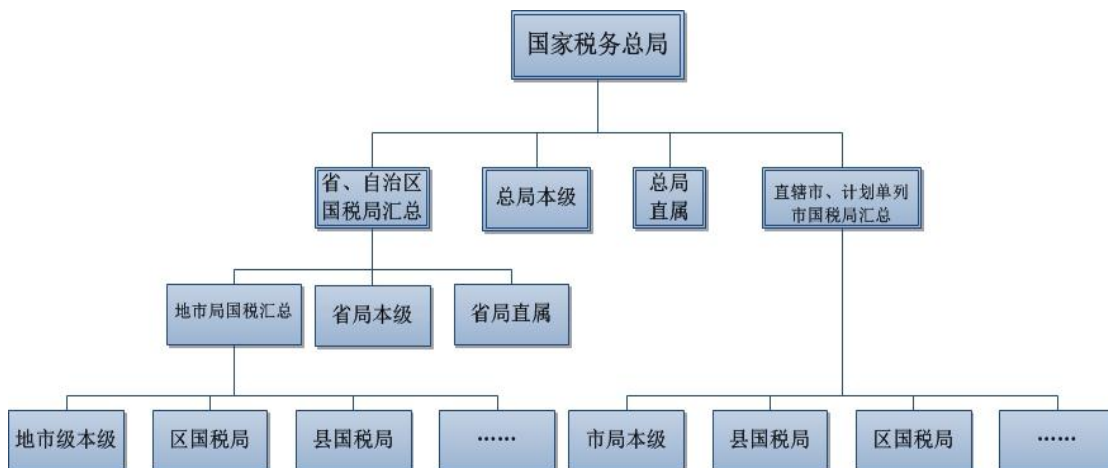 国家税务总局
省、自治区
国税局汇总
总局本级
总局
直属
直辖市、计划单列
市国税局汇总
地市局国税汇总
省局本级
省局直属
地市级本级
区国税局
县国税局
……
市局本级
县国税局
区国税局
……